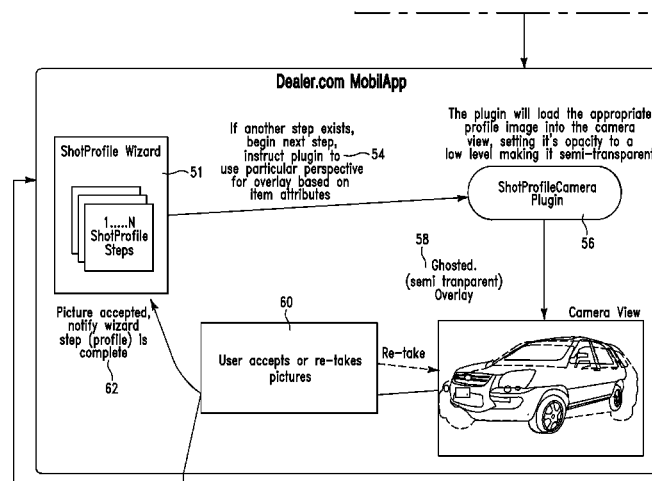 Dealer.com MobilApp
ShotProfile Wizard
51
1.....N
ShotProfile
Steps
If another step exists,
begin next step,
instruct plugin to
use particular perspective
for overlay based on
item attributes
54
The plugin will load the appropriate
profile image into the camera
view, setting it's opacity to a
low level making it semi-transparent
ShotProfileCamera
Plugin
56
58
Ghosted.
(semi tranparent)
Overlay
Camera View
Picture accepted,
notify wizard
step (profile) is
complete
62
60
User accepts or re-takes
pictures
Re-take